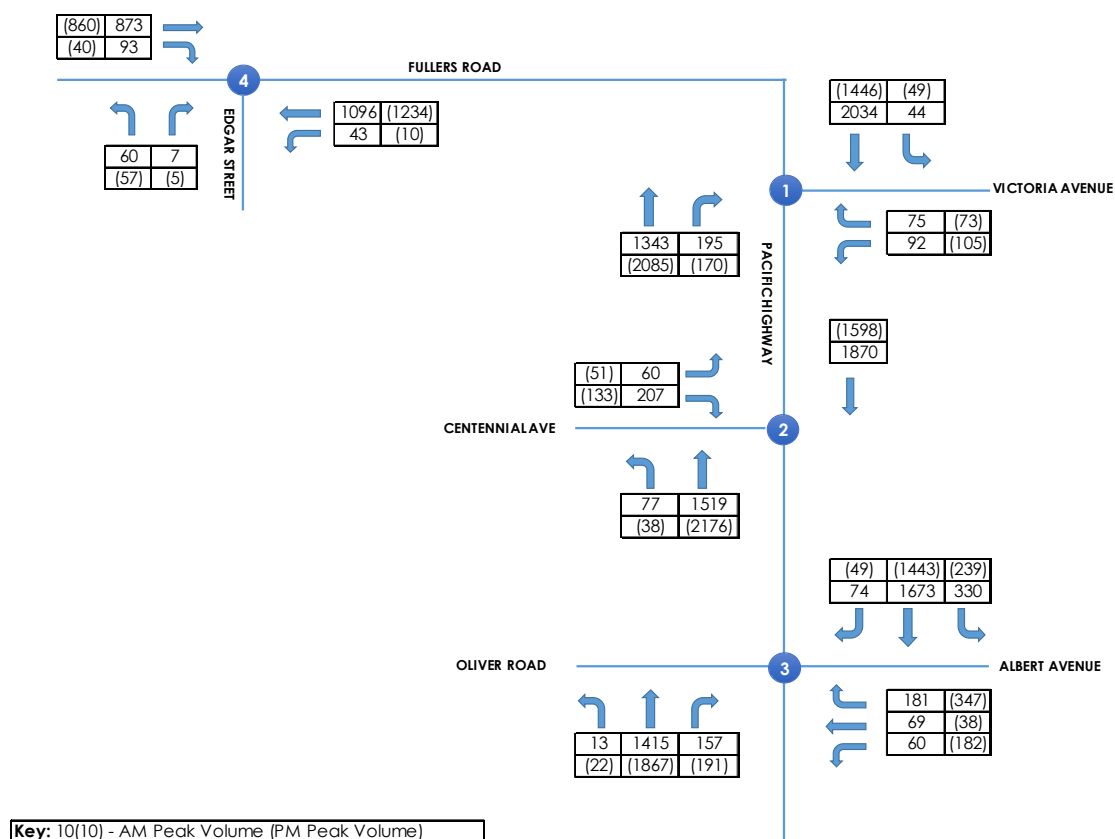 (860) 873
(40) 93
FULLERS ROAD
4
EDGAR STREET
1096 (1234)
43 (10)
60 7
(57) (5)
(1446) (49)
2034 44
1
VICTORIA AVENUE
75 (73)
92 (105)
1343 195
(2085) (170)
PACIFIC HIGHWAY
(1598)
1870
(51) 60
(133) 207
CENTENNIAL AVE
2
77 1519
(38) (2176)
(49) (1443) (239)
74 1673 330
OLIVER ROAD
3
ALBERT AVENUE
181 (347)
69 (38)
60 (182)
13 1415 157
(22) (1867) (191)
Key: 10(10) - AM Peak Volume (PM Peak Volume)